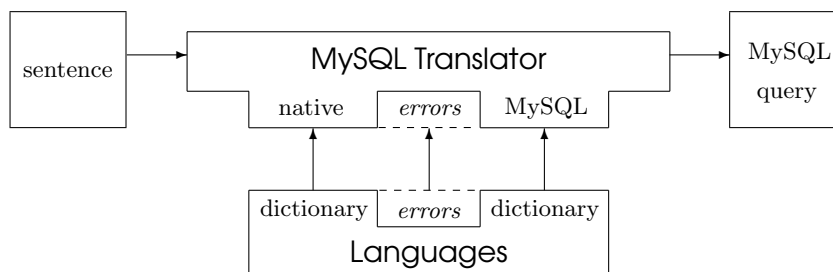 sentence
MySQL Translator
MySQL
query
native
errors
MySQL
dictionary
errors
dictionary
Languages